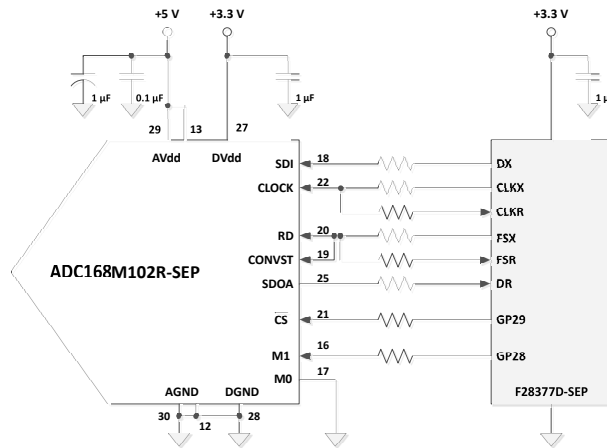 +5 V
+3.3 V
+3.3 V
1 µF
0.1 µF
1 µF
1 µ
29
13
27
AVdd
DVdd
SDI
18
DX
CLOCK
22
CLKX
CLKR
RD
20
FSX
CONVST
19
FSR
ADC168M102R-SEP
SDOA
25
DR
CS
21
GP29
M1
16
GP28
M0
17
AGND
DGND
F28377D-SEP
30
12
28